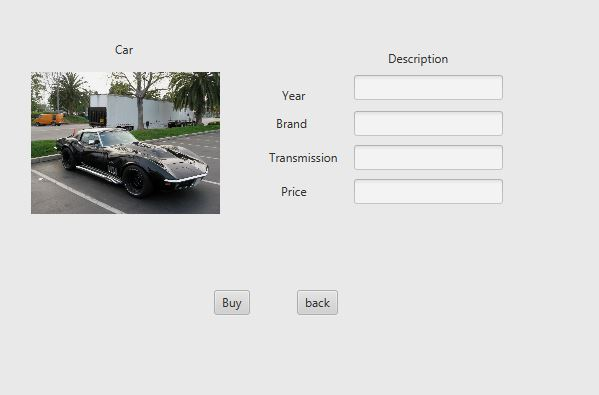 Car
Description
Year
Brand
Transmission
Price
Buy
back